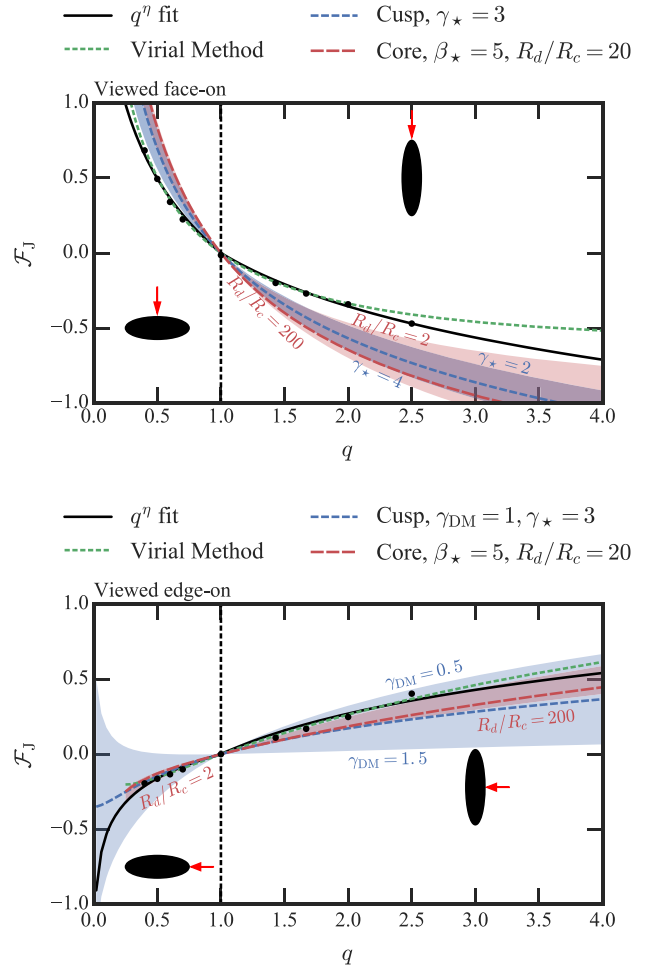 q^η fit
Virial Method
Cusp, γ⋆ = 3
Core, β⋆ = 5, R_d/R_c = 20
Viewed face-on
1.0
0.5
0.0
−0.5
−1.0
F_J
R_d/R_c = 200
R_d/R_c = 2
γ⋆ = 2
γ⋆ = 4
0.0 0.5 1.0 1.5 2.0 2.5 3.0 3.5 4.0
q
q^η fit
Virial Method
Cusp, γ_DM = 1, γ⋆ = 3
Core, β⋆ = 5, R_d/R_c = 20
Viewed edge-on
1.0
0.5
0.0
−0.5
−1.0
F_J
γ_DM = 0.5
R_d/R_c = 200
γ_DM = 1.5
R_d/R_c = 2
0.0 0.5 1.0 1.5 2.0 2.5 3.0 3.5 4.0
q